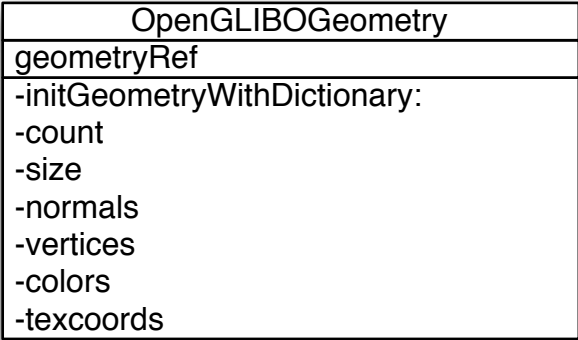 OpenGLIBOGeometry
geometryRef
-initGeometryWithDictionary:
-count
-size
-normals
-vertices
-colors
-texcoords